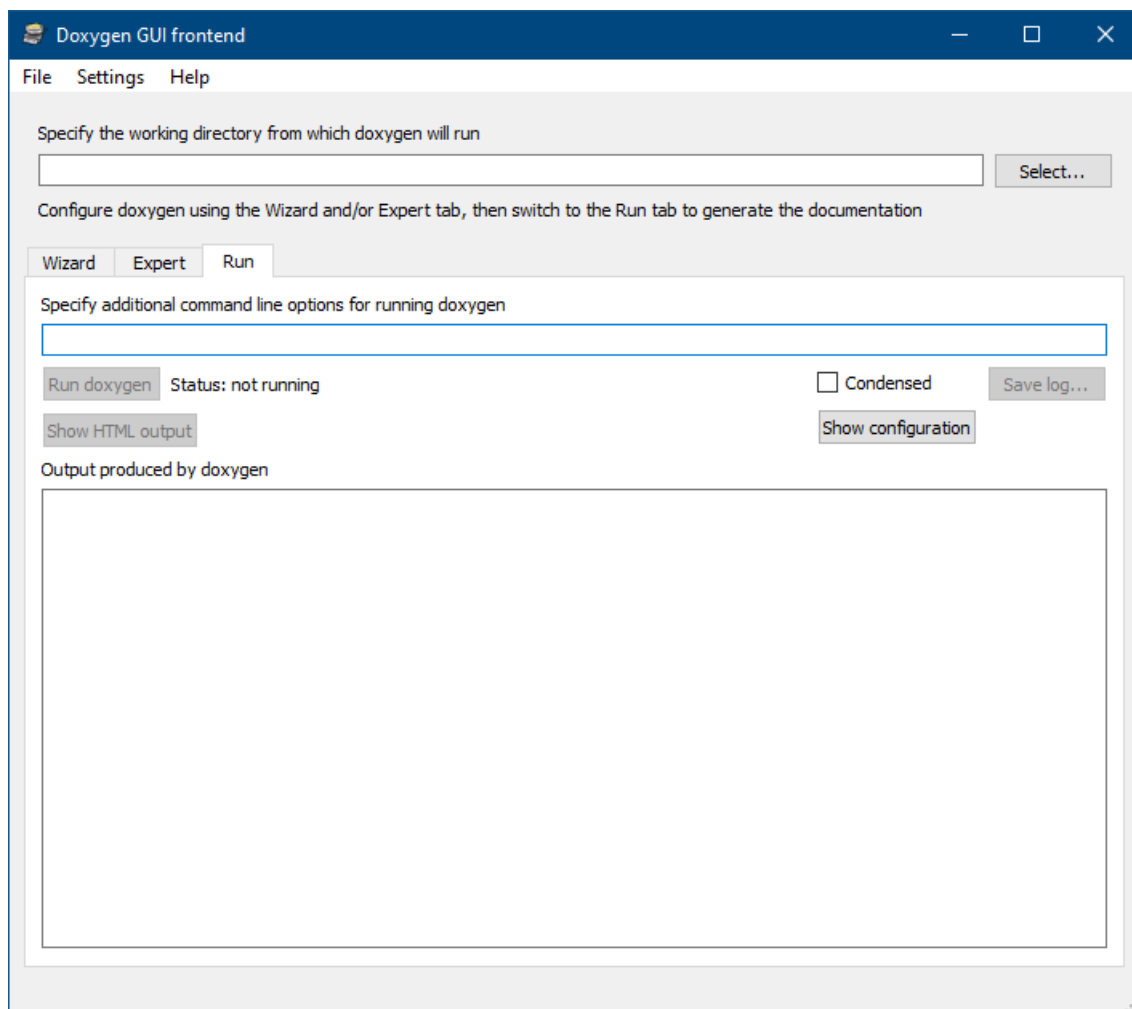 Doxygen GUI frontend
File Settings Help
Specify the working directory from which doxygen will run
Select...
Configure doxygen using the Wizard and/or Expert tab, then switch to the Run tab to generate the documentation
Wizard Expert Run
Specify additional command line options for running doxygen
Run doxygen Status: not running Condensed Save log...
Show HTML output Show configuration
Output produced by doxygen